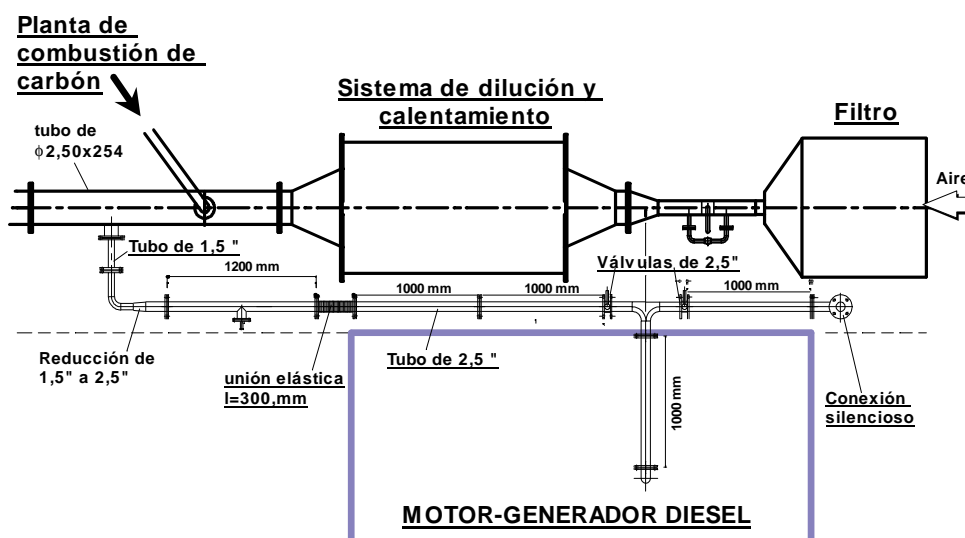 Planta de
combustión de
carbón
Sistema de dilución y
calentamiento
Filtro
tubo de
ϕ2,50x254
Aire
Tubo de 1,5 "
Válvulas de 2,5"
1200 mm
1000 mm
1000 mm
1000 mm
Reducción de
1,5" a 2,5"
unión elástica
l=300,mm
Tubo de 2,5 "
1000 mm
Conexión
silencioso
MOTOR-GENERADOR DIESEL